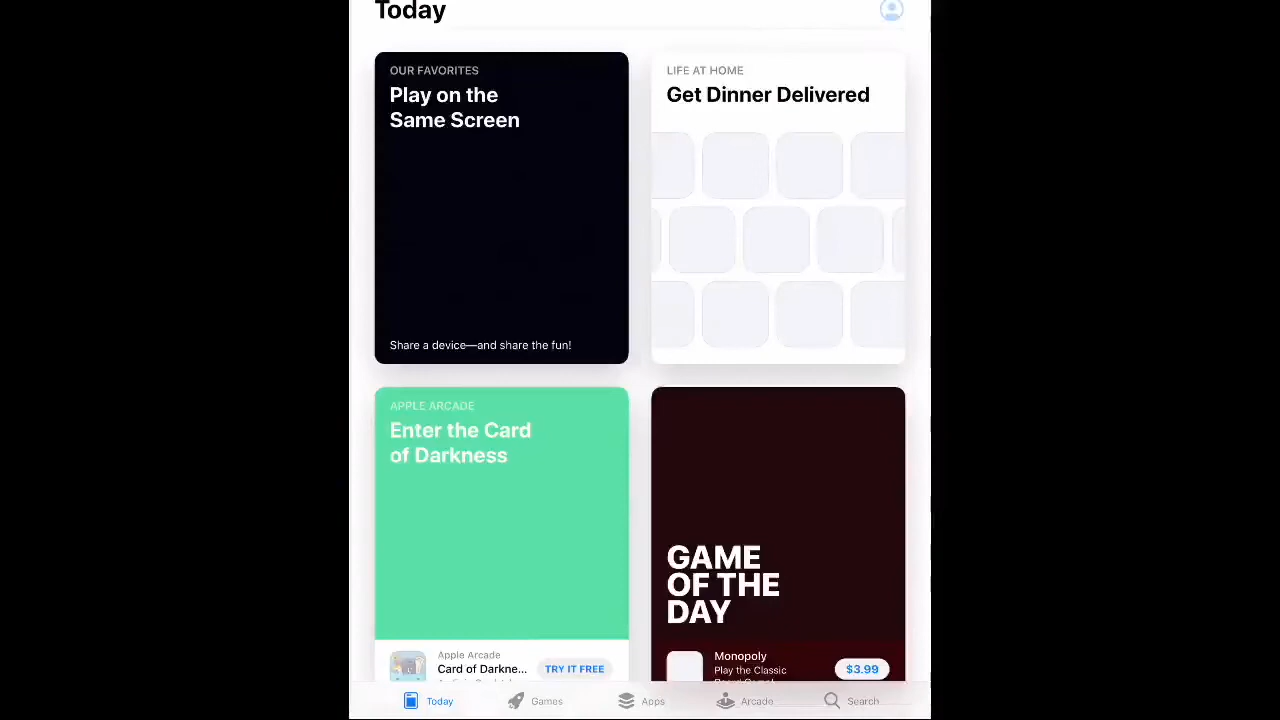 Today
OUR FAVORITES
Play on the
Same Screen
Share a device—and share the fun!
LIFE AT HOME
Get Dinner Delivered
APPLE ARCADE
Enter the Card
of Darkness
Apple Arcade
Card of Darkne...
TRY IT FREE
GAME
OF THE
DAY
Monopoly
Play the Classic
Board Game!
$3.99
Today
Games
Apps
Arcade
Search